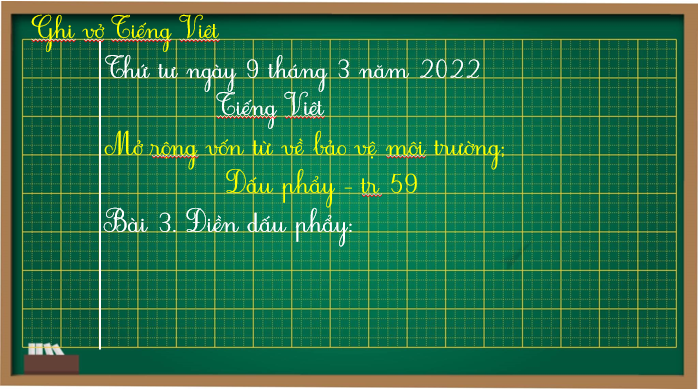 Ghi vở Tiếng Việt
Thứ tư ngày 9 tháng 3 năm 2022
Tiếng Việt
Mở rộng vốn từ về bảo vệ môi trường;
Dấu phẩy - tr 59
Bài 3. Điền dấu phẩy: